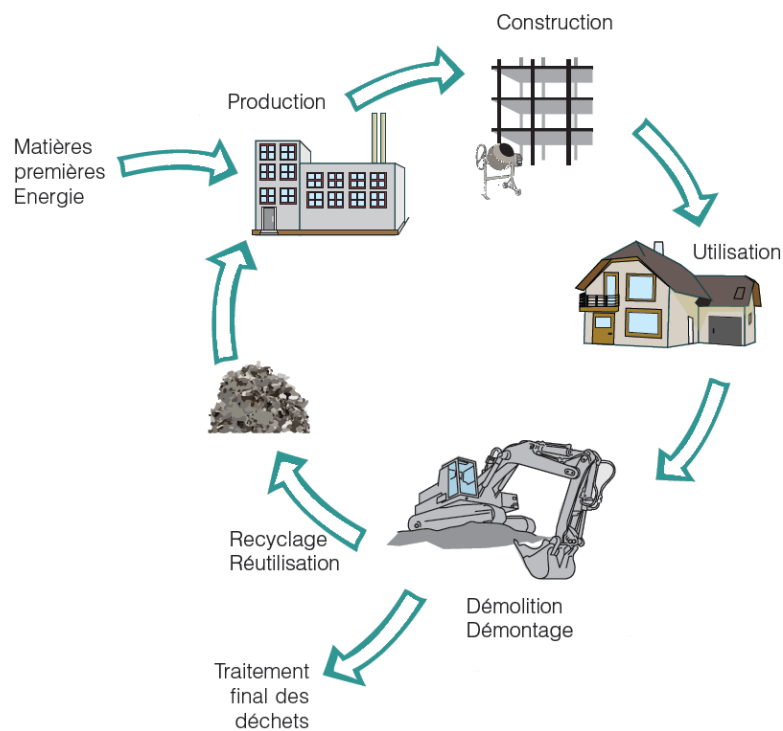 Construction
Production
Matières
premières
Energie
Utilisation
Recyclage
Réutilisation
Démolition
Démontage
Traitement
final des
déchets